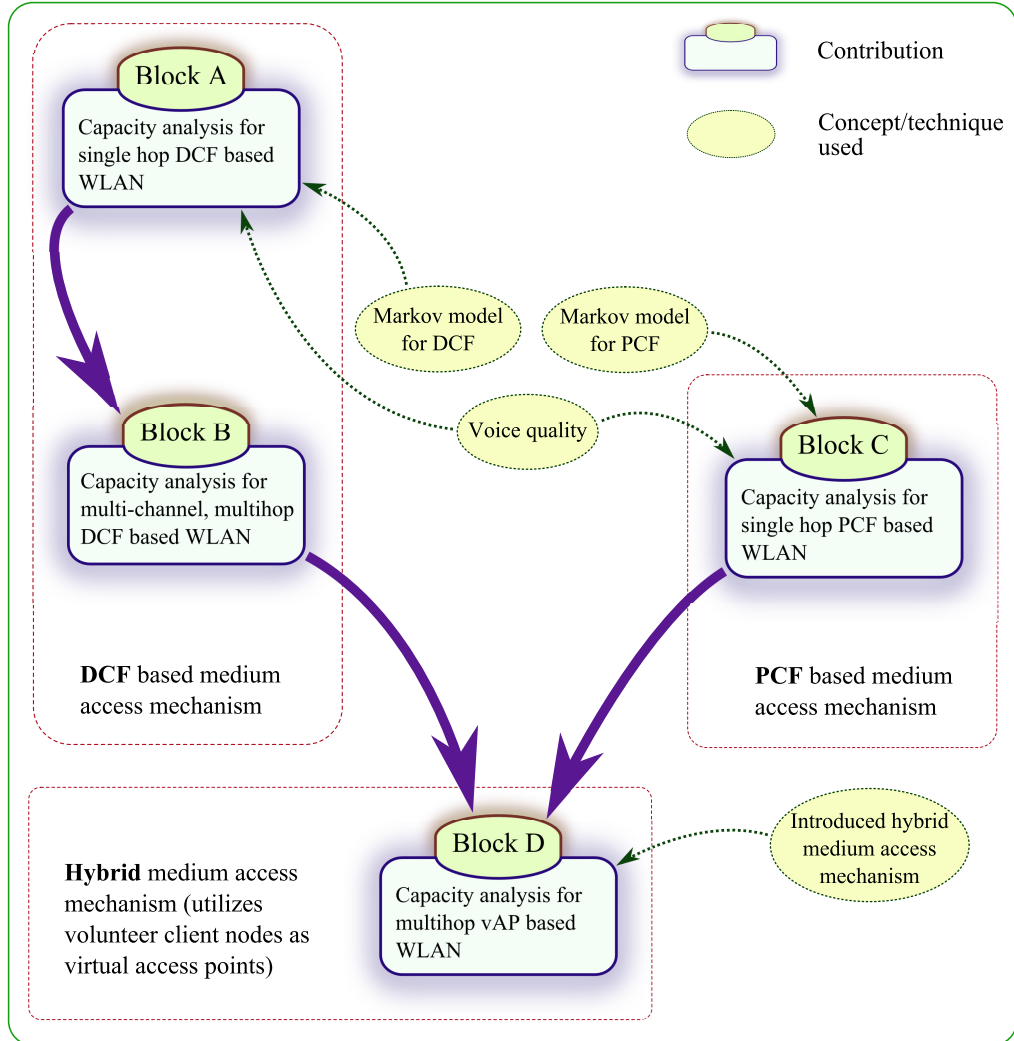 Block A
Capacity analysis for
single hop DCF based
WLAN
Contribution
Concept/technique
used
Markov model
for DCF
Markov model
for PCF
Voice quality
Block B
Capacity analysis for
multi-channel, multihop
DCF based WLAN
Block C
Capacity analysis for
single hop PCF based
WLAN
DCF based medium
access mechanism
PCF based medium
access mechanism
Block D
Capacity analysis for
multihop vAP based
WLAN
Hybrid medium access
mechanism (utilizes
volunteer client nodes as
virtual access points)
Introduced hybrid
medium access
mechanism